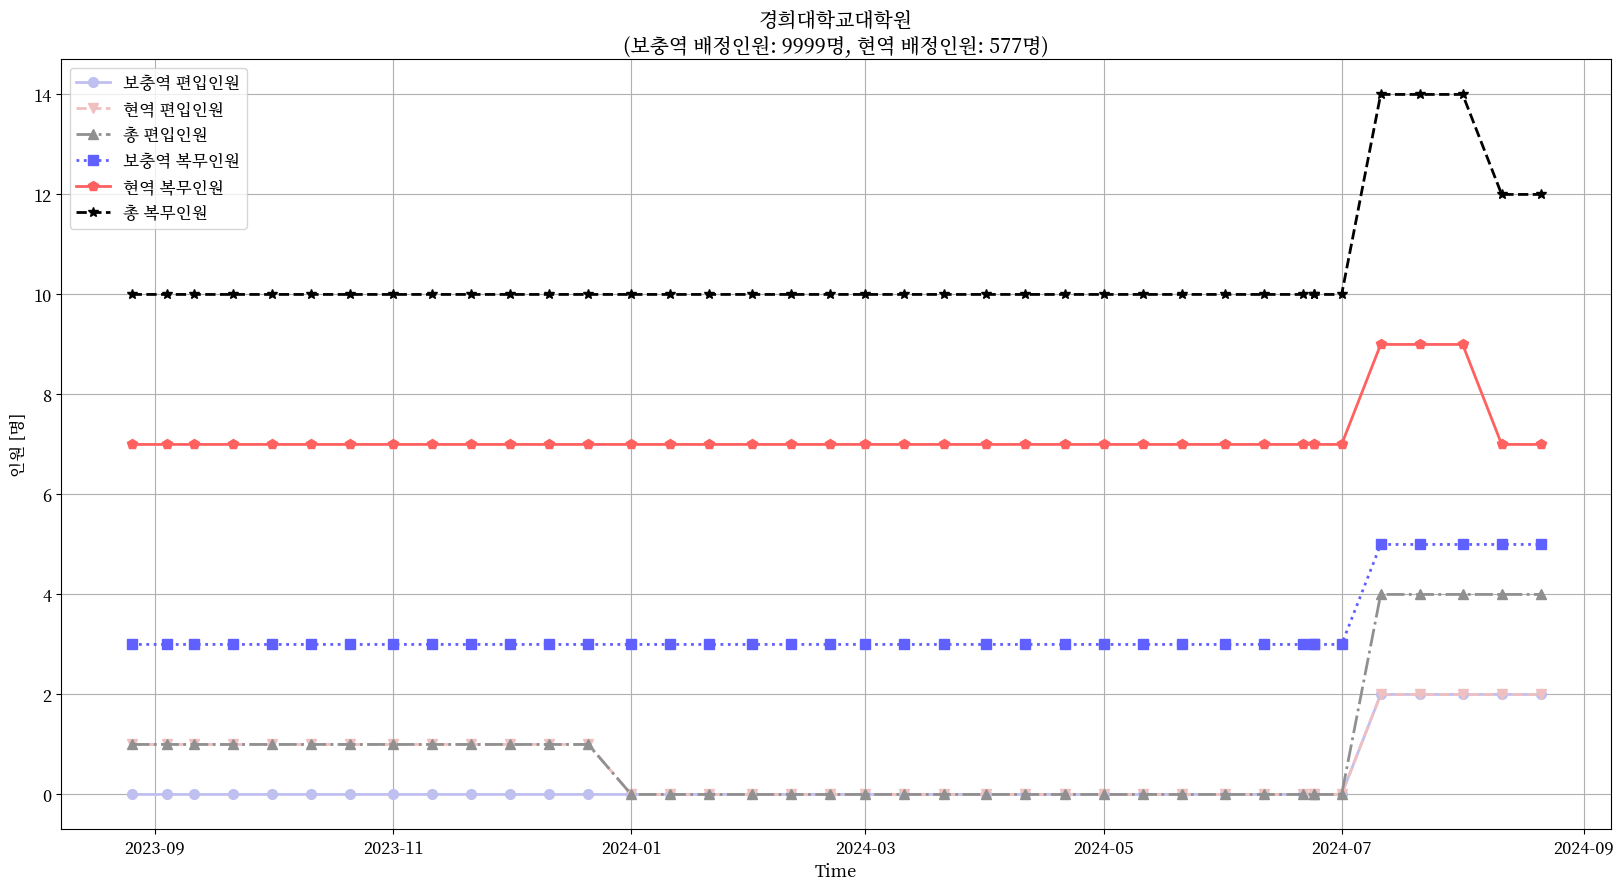 경희대학교대학원
(보충역 배정인원: 9999명, 현역 배정인원: 577명)
보충역 편입인원
현역 편입인원
총 편입인원
보충역 복무인원
현역 복무인원
총 복무인원
인원 [명]
14
12
10
8
6
4
2
0
2023-09
2023-11
2024-01
2024-03
2024-05
2024-07
2024-09
Time